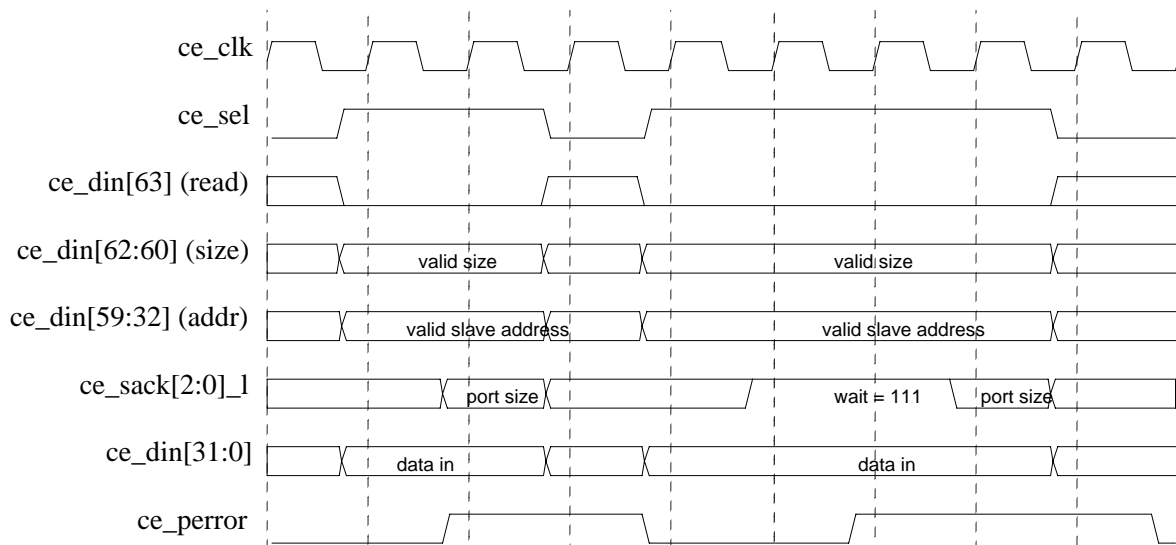 ce_clk
ce_sel
ce_din[63] (read)
ce_din[62:60] (size)
valid size valid size
ce_din[59:32] (addr)
valid slave address valid slave address
ce_sack[2:0]_l
port size wait = 111 port size
ce_din[31:0]
data in data in
ce_perror